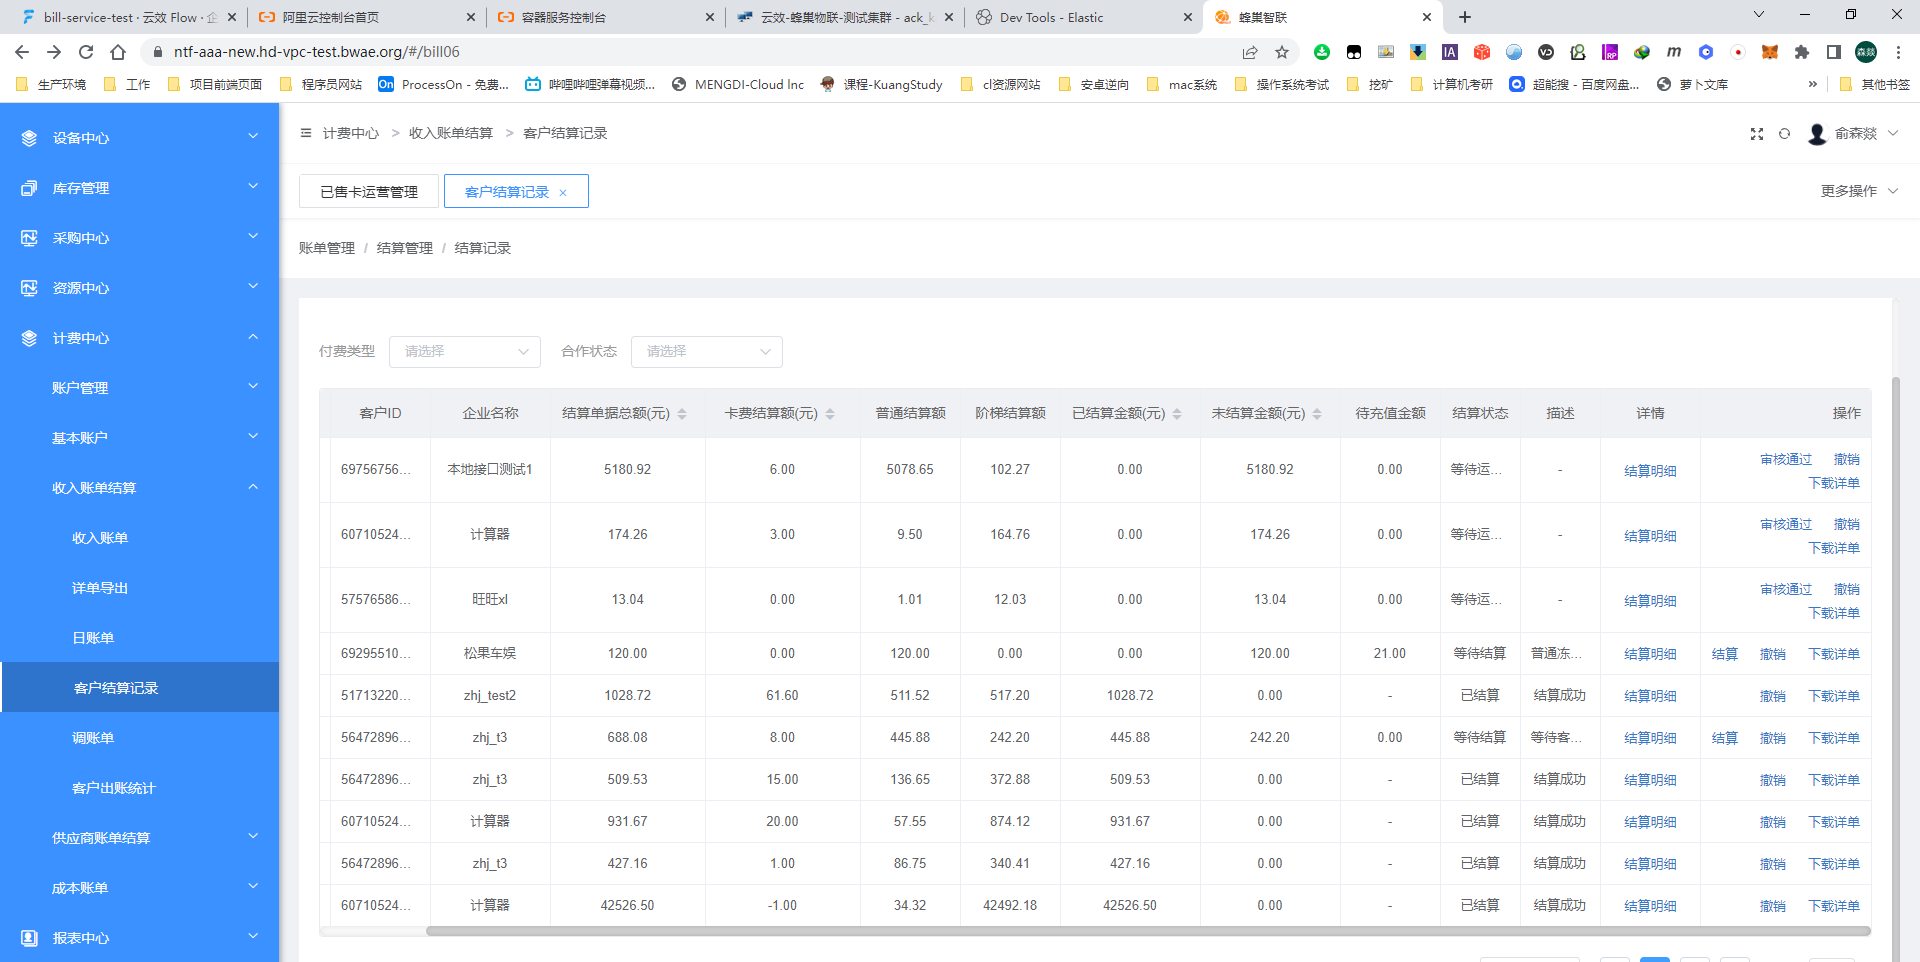 bill-service-test · 云效 Flow · 企
阿里云控制台首页
容器服务控制台
云效-蜂巢物联-测试集群 - ack_k
Dev Tools - Elastic
蜂巢智联
ntf-aaa-new.hd-vpc-test.bwae.org/#/bill06
生产环境
工作
项目前端页面
程序员网站
On ProcessOn - 免费...
哔哩哔哩弹幕视频...
MENGDI-Cloud Inc
课程-KuangStudy
cl资源网站
安卓逆向
mac系统
操作系统考试
挖矿
计算机考研
超能搜 - 百度网盘...
萝卜文库
»
其他书签
设备中心
库存管理
采购中心
资源中心
计费中心
账户管理
基本账户
收入账单结算
收入账单
详单导出
日账单
客户结算记录
调账单
客户出账统计
供应商账单结算
成本账单
报表中心
计费中心 > 收入账单结算 > 客户结算记录
俞森燚
已售卡运营管理 客户结算记录 ×
更多操作
账单管理 / 结算管理 / 结算记录
付费类型 请选择 合作状态 请选择
客户ID 企业名称 结算单据总额(元) 卡费结算额(元) 普通结算额 阶梯结算额 已结算金额(元) 未结算金额(元) 待充值金额 结算状态 描述 详情 操作
69756756... 本地接口测试1 5180.92 6.00 5078.65 102.27 0.00 5180.92 0.00 等待运... - 结算明细 审核通过 撤销
下载详单
60710524... 计算器 174.26 3.00 9.50 164.76 0.00 174.26 0.00 等待运... - 结算明细 审核通过 撤销
下载详单
57576586... 旺旺xl 13.04 0.00 1.01 12.03 0.00 13.04 0.00 等待运... - 结算明细 审核通过 撤销
下载详单
69295510... 松果车娱 120.00 0.00 120.00 0.00 0.00 120.00 21.00 等待结算 普通冻... 结算明细 结算 撤销 下载详单
51713220... zhj_test2 1028.72 61.60 511.52 517.20 1028.72 0.00 - 已结算 结算成功 结算明细 撤销 下载详单
56472896... zhj_t3 688.08 8.00 445.88 242.20 445.88 242.20 0.00 等待结算 等待客... 结算明细 结算 撤销 下载详单
56472896... zhj_t3 509.53 15.00 136.65 372.88 509.53 0.00 - 已结算 结算成功 结算明细 撤销 下载详单
60710524... 计算器 931.67 20.00 57.55 874.12 931.67 0.00 - 已结算 结算成功 结算明细 撤销 下载详单
56472896... zhj_t3 427.16 1.00 86.75 340.41 427.16 0.00 - 已结算 结算成功 结算明细 撤销 下载详单
60710524... 计算器 42526.50 -1.00 34.32 42492.18 42526.50 0.00 - 已结算 结算成功 结算明细 撤销 下载详单